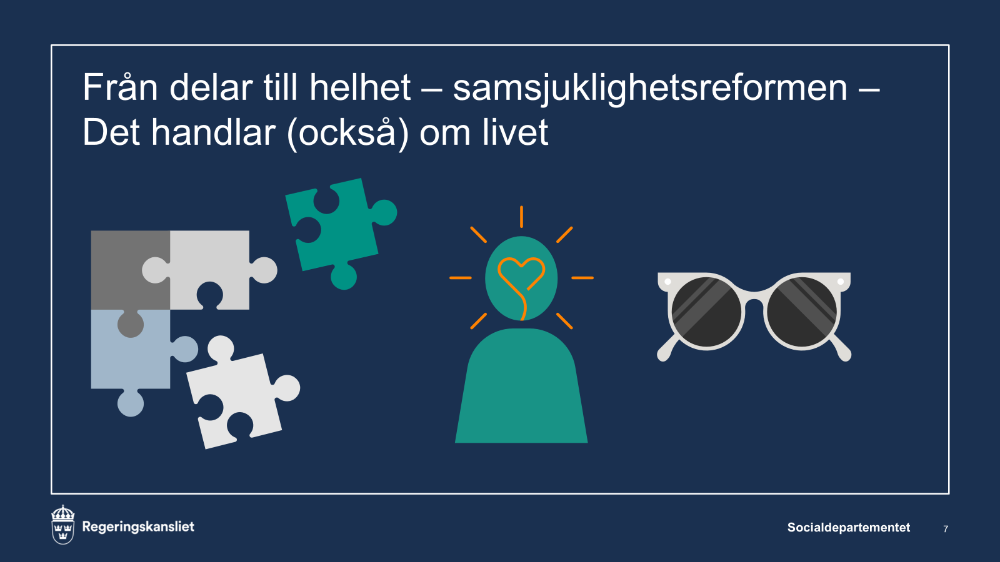 Från delar till helhet – samsjuklighetsreformen –
Det handlar (också) om livet
Regeringskansliet
Socialdepartementet
7